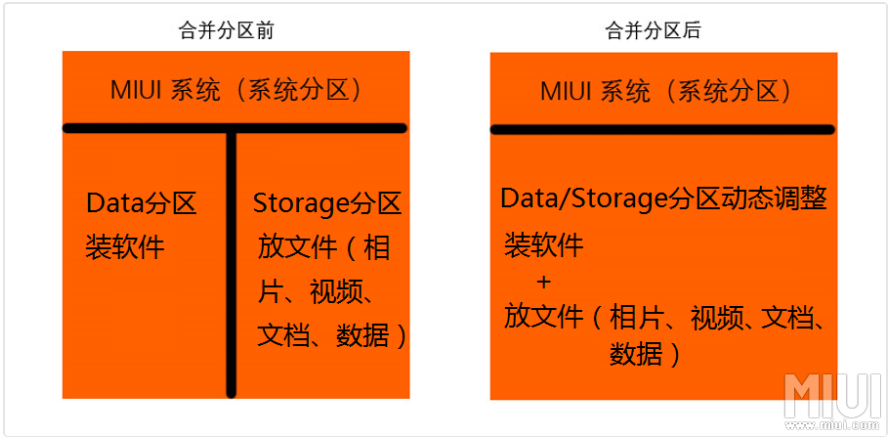 合并分区前
MIUI 系统（系统分区）
Data分区
装软件
Storage分区
放文件（相
片、视频、
文档、数据）
合并分区后
MIUI 系统（系统分区）
Data/Storage分区动态调整
装软件
+
放文件（相片、视频、文档、
数据）
MIUI
www.miui.com